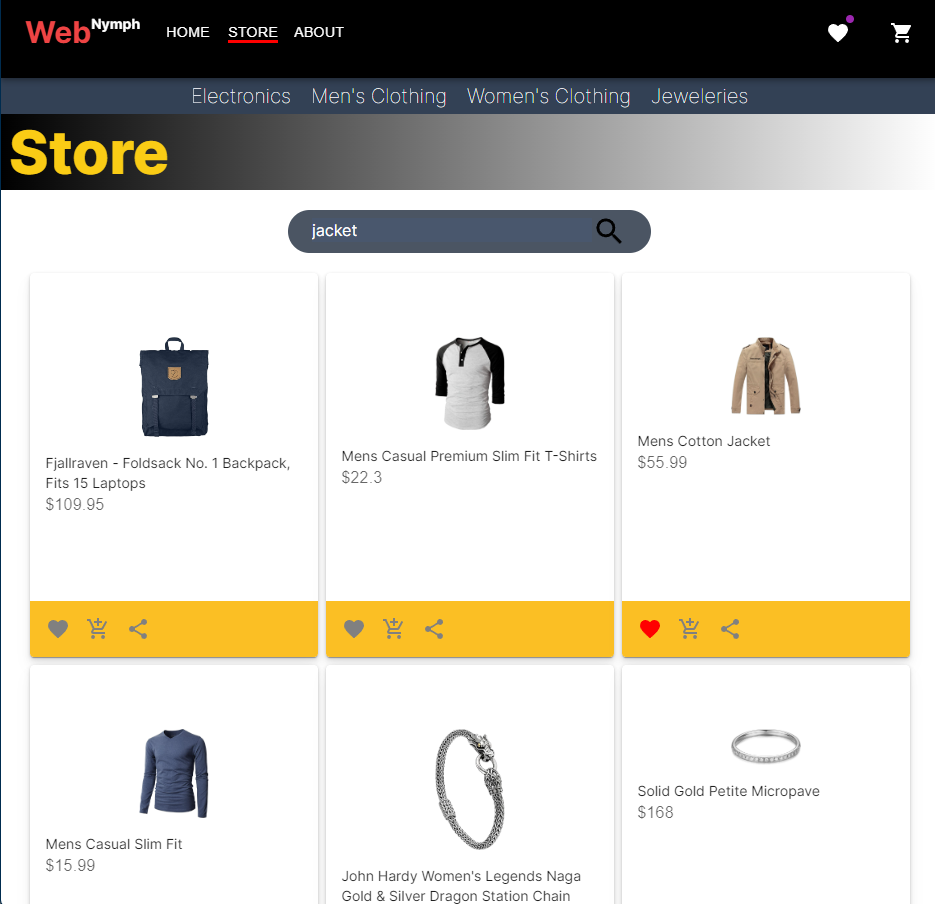 WebNymph HOME STORE ABOUT
Electronics Men's Clothing Women's Clothing Jeweleries
Store
jacket
Fjallraven - Foldsack No. 1 Backpack,
Fits 15 Laptops
$109.95
Mens Casual Premium Slim Fit T-Shirts
$22.3
Mens Cotton Jacket
$55.99
Mens Casual Slim Fit
$15.99
John Hardy Women's Legends Naga
Gold & Silver Dragon Station Chain
Solid Gold Petite Micropave
$168